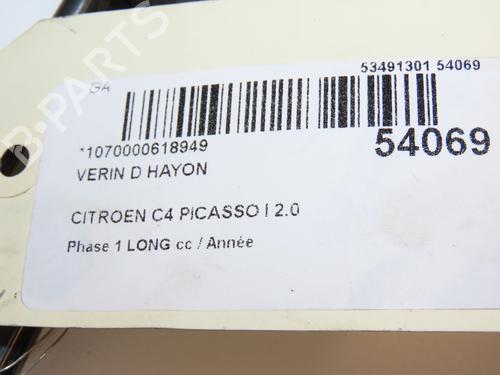 GA
53491301 54069
*1070000618949
54069
VERIN D HAYON
CITROEN C4 PICASSO I 2.0
Phase 1 LONG cc / Année
B-PARTS